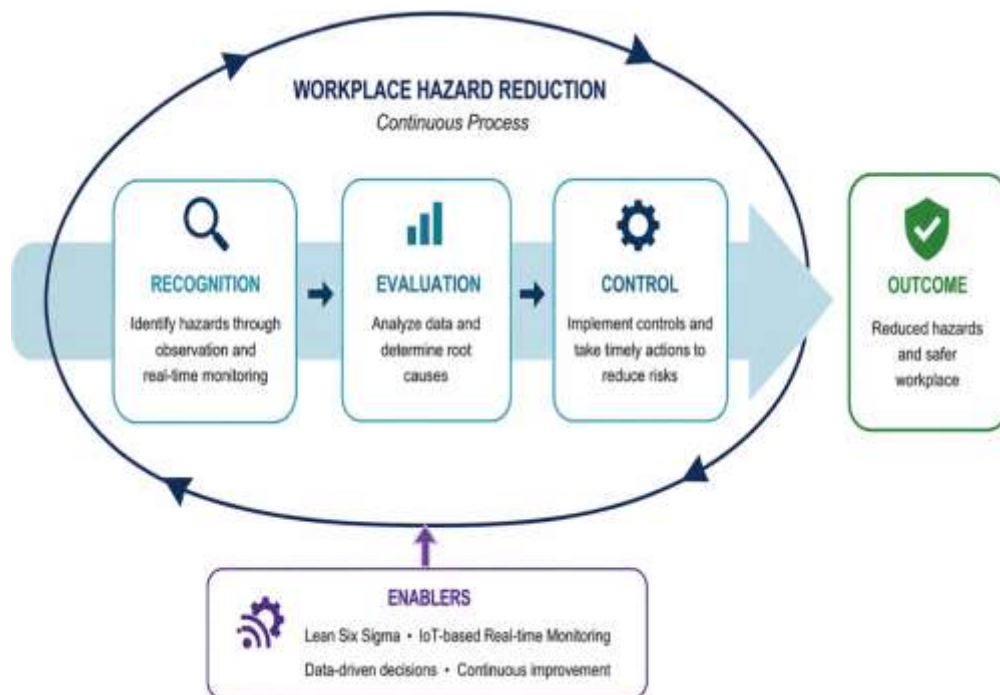 WORKPLACE HAZARD REDUCTION
Continuous Process
RECOGNITION
Identify hazards through
observation and
real-time monitoring
EVALUATION
Analyze data and
determine root
causes
CONTROL
Implement controls and
take timely actions to
reduce risks
OUTCOME
Reduced hazards
and safer
workplace
ENABLERS
Lean Six Sigma • IoT-based Real-time Monitoring
Data-driven decisions • Continuous improvement